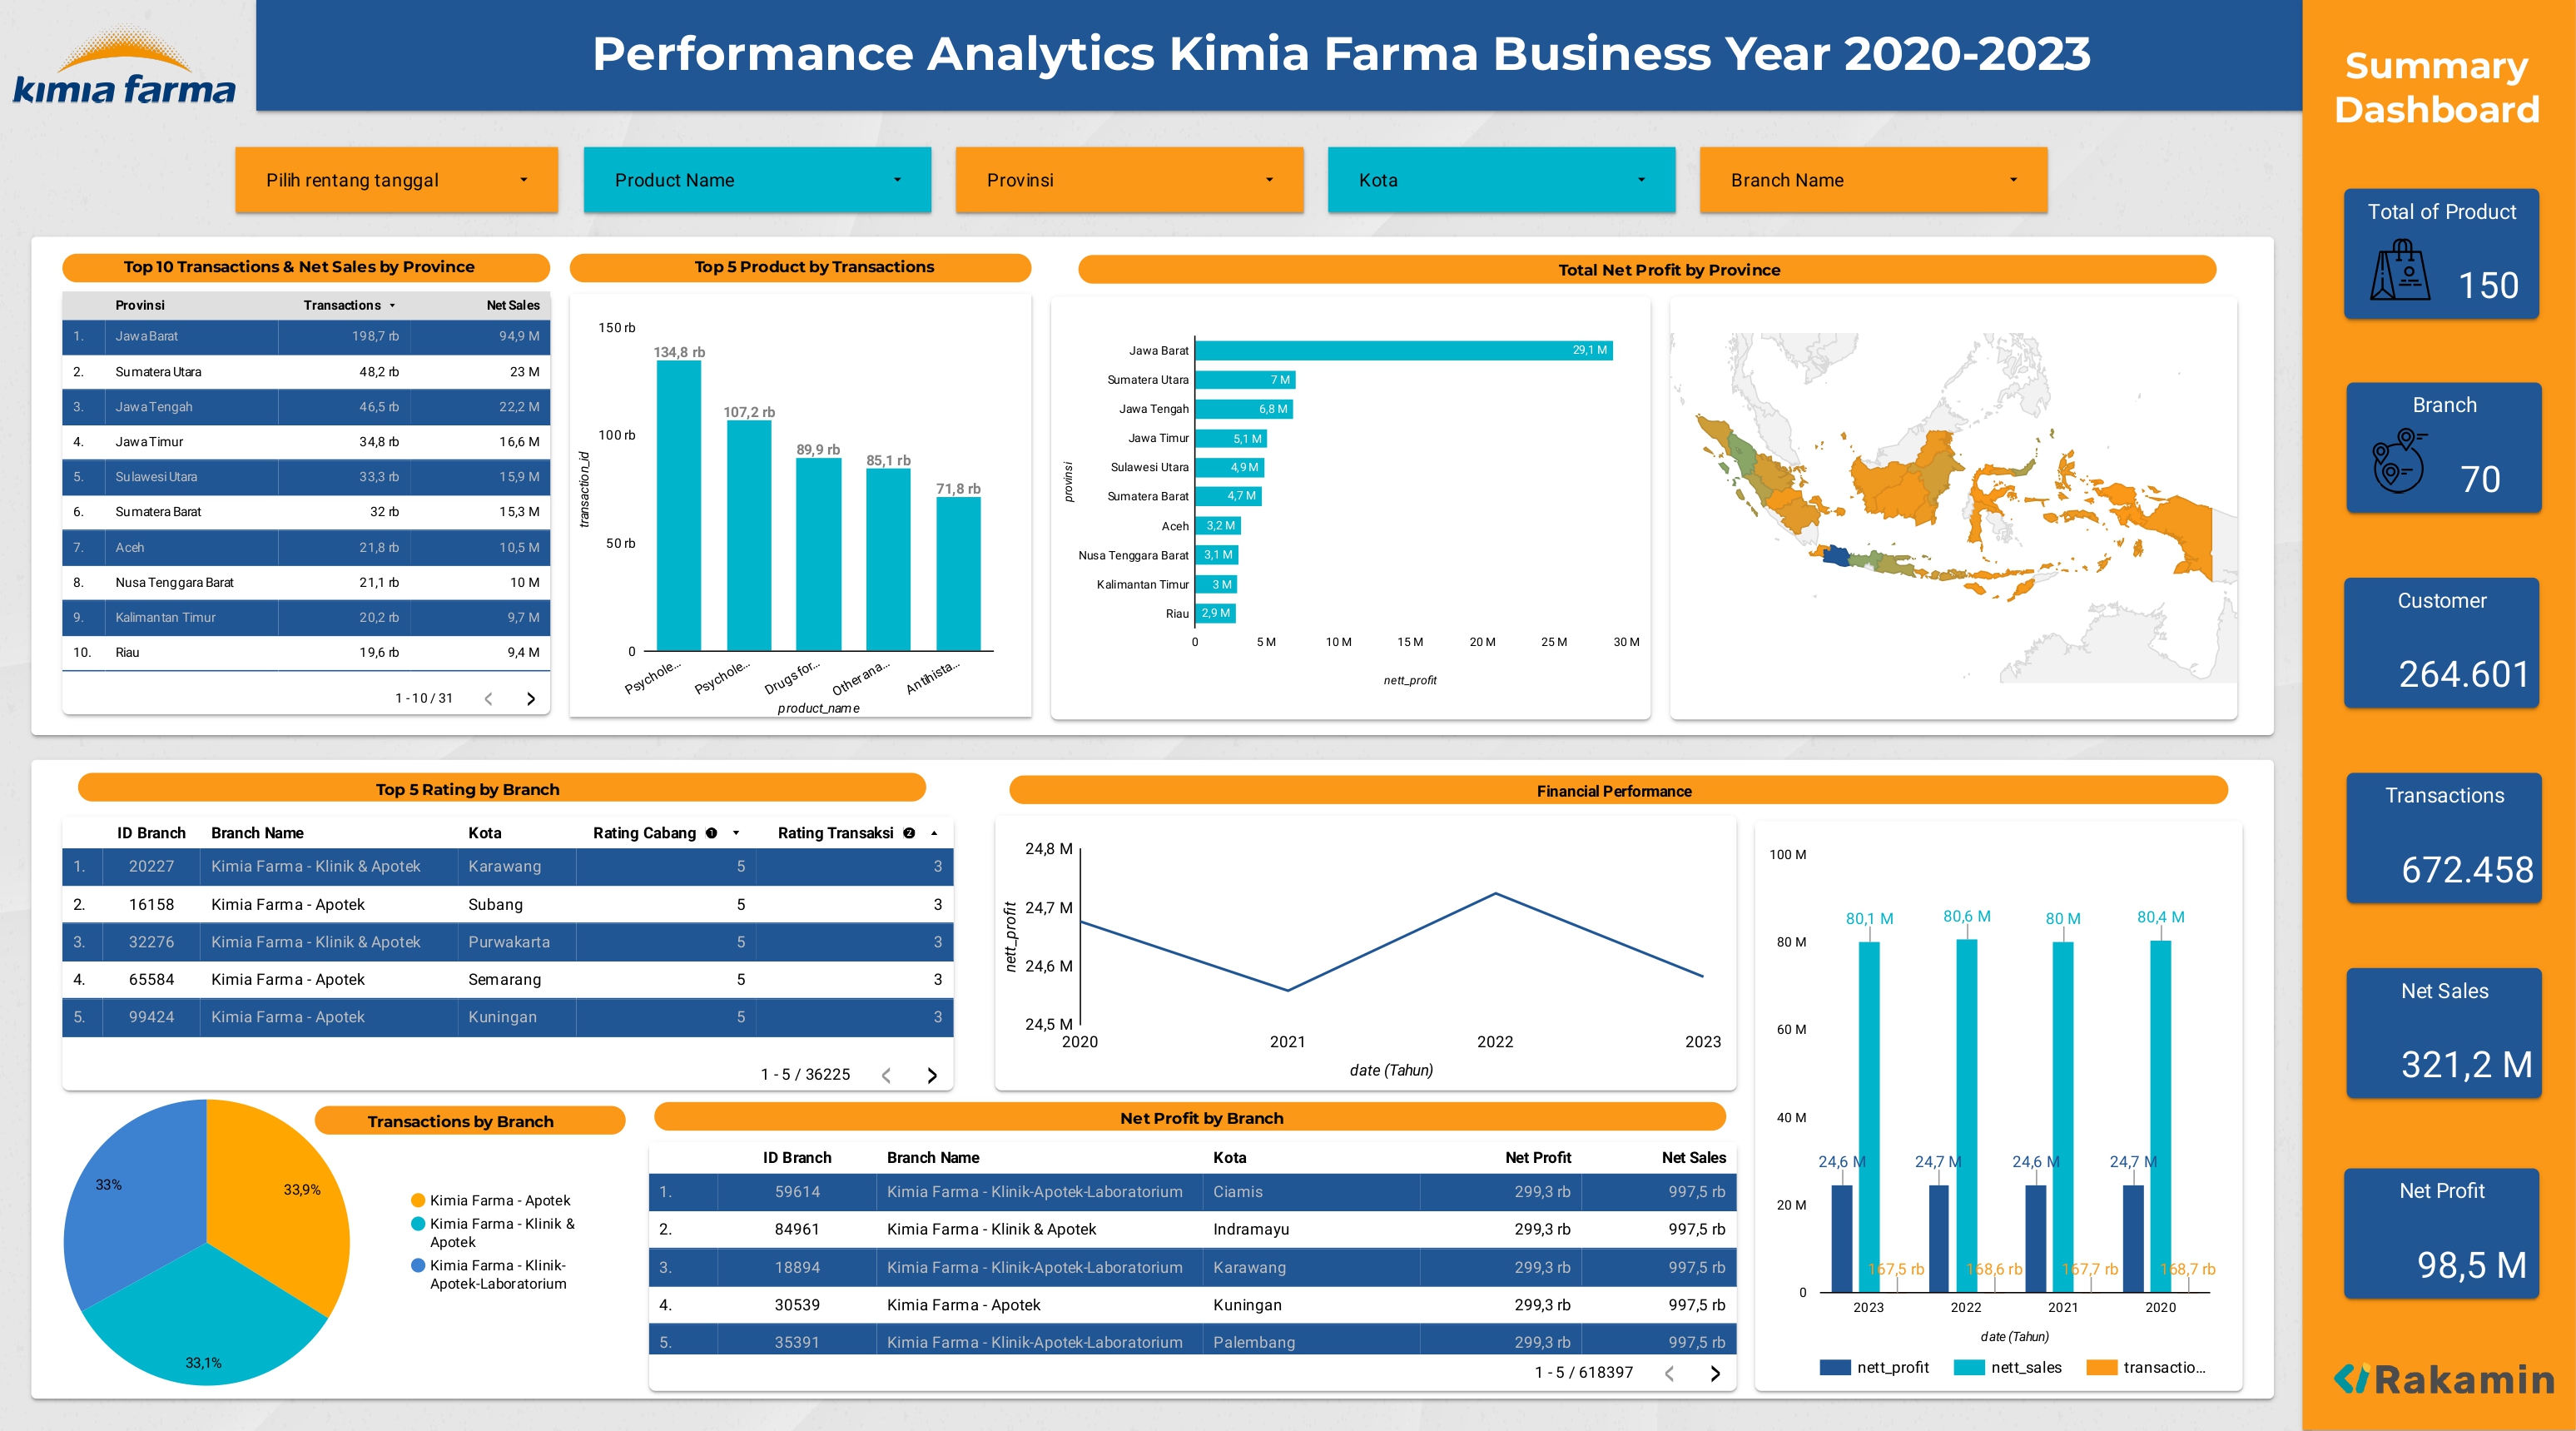 kimia farma
Performance Analytics Kimia Farma Business Year 2020-2023
Summary
Dashboard
Pilih rentang tanggal
Product Name
Provinsi
Kota
Branch Name
Total of Product
150
Branch
70
Customer
264.601
Transactions
672.458
Net Sales
321,2 M
Net Profit
98,5 M
Rakamin
Top 10 Transactions & Net Sales by Province
Provinsi Transactions Net Sales
1. Jawa Barat 198,7 rb 94,9 M
2. Sumatera Utara 48,2 rb 23 M
3. Jawa Tengah 46,5 rb 22,2 M
4. Jawa Timur 34,8 rb 16,6 M
5. Sulawesi Utara 33,3 rb 15,9 M
6. Sumatera Barat 32 rb 15,3 M
7. Aceh 21,8 rb 10,5 M
8. Nusa Tenggara Barat 21,1 rb 10 M
9. Kalimantan Timur 20,2 rb 9,7 M
10. Riau 19,6 rb 9,4 M
1 - 10 / 31
Top 5 Product by Transactions
transaction_id
150 rb
100 rb
50 rb
0
134,8 rb
107,2 rb
89,9 rb
85,1 rb
71,8 rb
Psychole...
Psychole...
Drugs for...
Other ana...
Antihista...
product_name
Total Net Profit by Province
provinsi
Jawa Barat 29,1 M
Sumatera Utara 7 M
Jawa Tengah 6,8 M
Jawa Timur 5,1 M
Sulawesi Utara 4,9 M
Sumatera Barat 4,7 M
Aceh 3,2 M
Nusa Tenggara Barat 3,1 M
Kalimantan Timur 3 M
Riau 2,9 M
0 5 M 10 M 15 M 20 M 25 M 30 M
nett_profit
Top 5 Rating by Branch
ID Branch Branch Name Kota Rating Cabang 1 Rating Transaksi 2
1. 20227 Kimia Farma - Klinik & Apotek Karawang 5 3
2. 16158 Kimia Farma - Apotek Subang 5 3
3. 32276 Kimia Farma - Klinik & Apotek Purwakarta 5 3
4. 65584 Kimia Farma - Apotek Semarang 5 3
5. 99424 Kimia Farma - Apotek Kuningan 5 3
1 - 5 / 36225
Financial Performance
nett_profit
24,8 M
24,7 M
24,6 M
24,5 M
2020 2021 2022 2023
date (Tahun)
100 M
80 M
60 M
40 M
20 M
0
80,1 M 80,6 M 80 M 80,4 M
24,6 M 24,7 M 24,6 M 24,7 M
167,5 rb 168,6 rb 167,7 rb 168,7 rb
2023 2022 2021 2020
date (Tahun)
nett_profit nett_sales transactio...
Transactions by Branch
33%
33,9%
33,1%
Kimia Farma - Apotek
Kimia Farma - Klinik &
Apotek
Kimia Farma - Klinik-
Apotek-Laboratorium
Net Profit by Branch
ID Branch Branch Name Kota Net Profit Net Sales
1. 59614 Kimia Farma - Klinik-Apotek-Laboratorium Ciamis 299,3 rb 997,5 rb
2. 84961 Kimia Farma - Klinik & Apotek Indramayu 299,3 rb 997,5 rb
3. 18894 Kimia Farma - Klinik-Apotek-Laboratorium Karawang 299,3 rb 997,5 rb
4. 30539 Kimia Farma - Apotek Kuningan 299,3 rb 997,5 rb
5. 35391 Kimia Farma - Klinik-Apotek-Laboratorium Palembang 299,3 rb 997,5 rb
1 - 5 / 618397